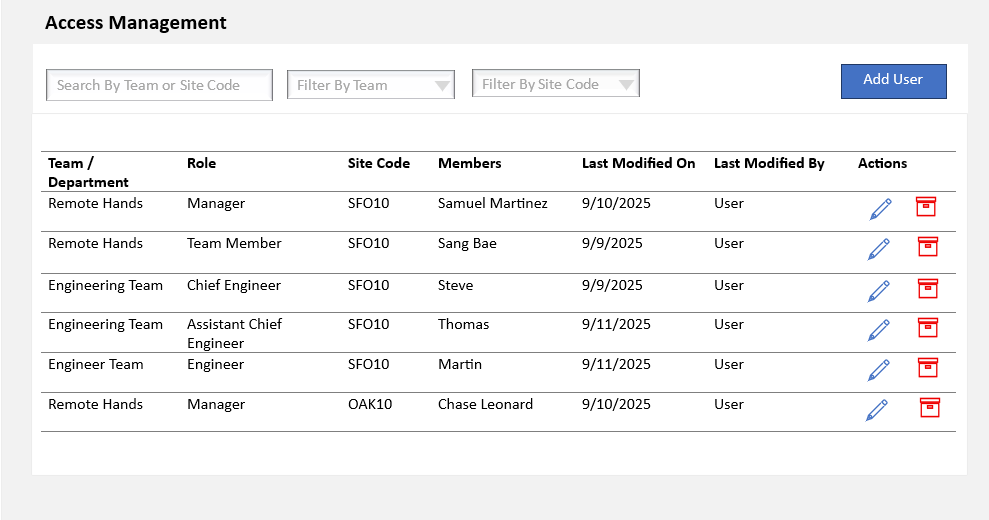 Access Management
Search By Team or Site Code
Filter By Team
Filter By Site Code
Add User
Team / Department Role Site Code Members Last Modified On Last Modified By Actions
Remote Hands Manager SFO10 Samuel Martinez 9/10/2025 User
Remote Hands Team Member SFO10 Sang Bae 9/9/2025 User
Engineering Team Chief Engineer SFO10 Steve 9/9/2025 User
Engineering Team Assistant Chief Engineer SFO10 Thomas 9/11/2025 User
Engineer Team Engineer SFO10 Martin 9/11/2025 User
Remote Hands Manager OAK10 Chase Leonard 9/10/2025 User